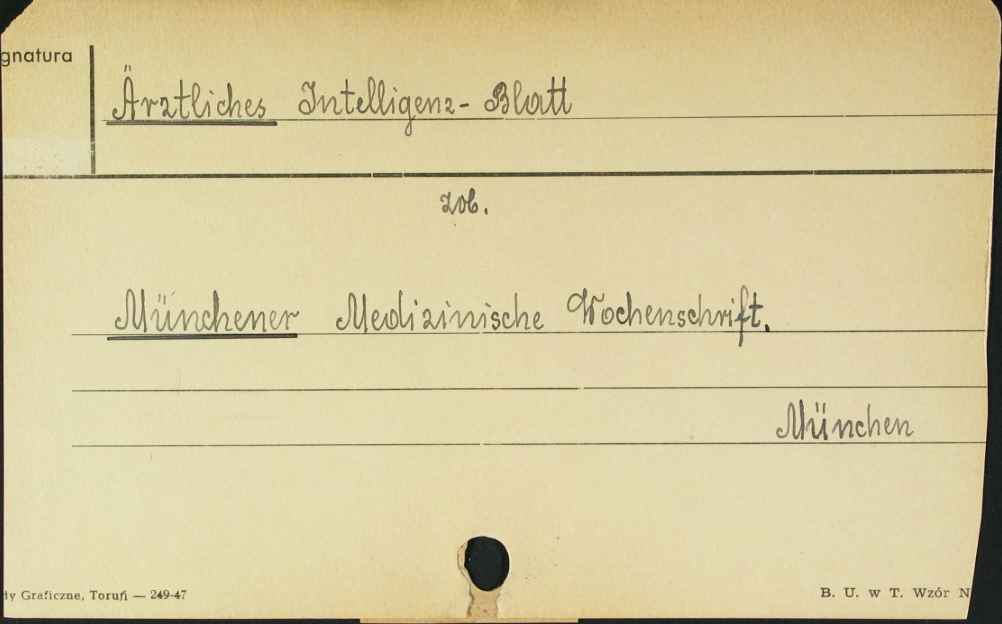 gnatura
Ärztliches Intelligenz-Blatt
zob.
Münchener Medizinische Wochenschrift.
München
dy Graficzne, Toruń — 249-47
B. U. w T. Wzór N